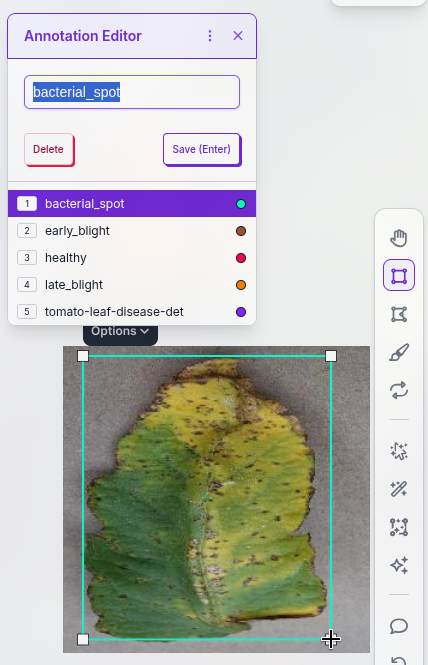 Annotation Editor
bacterial_spot
Delete
Save (Enter)
1 bacterial_spot
2 early_blight
3 healthy
4 late_blight
5 tomato-leaf-disease-det
Options